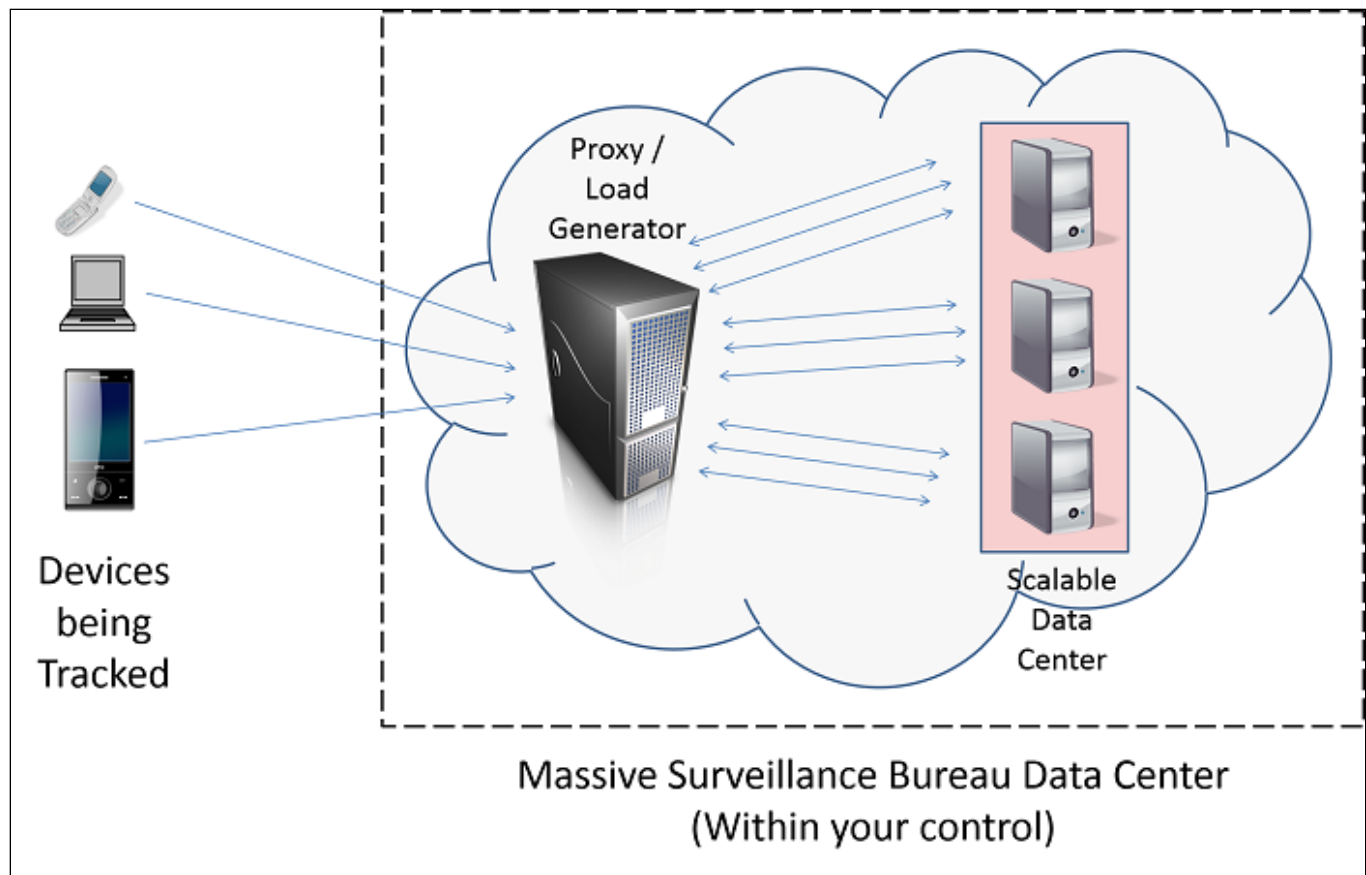 Proxy /
Load
Generator
Devices
being
Tracked
Scalable
Data
Center
Massive Surveillance Bureau Data Center
(Within your control)